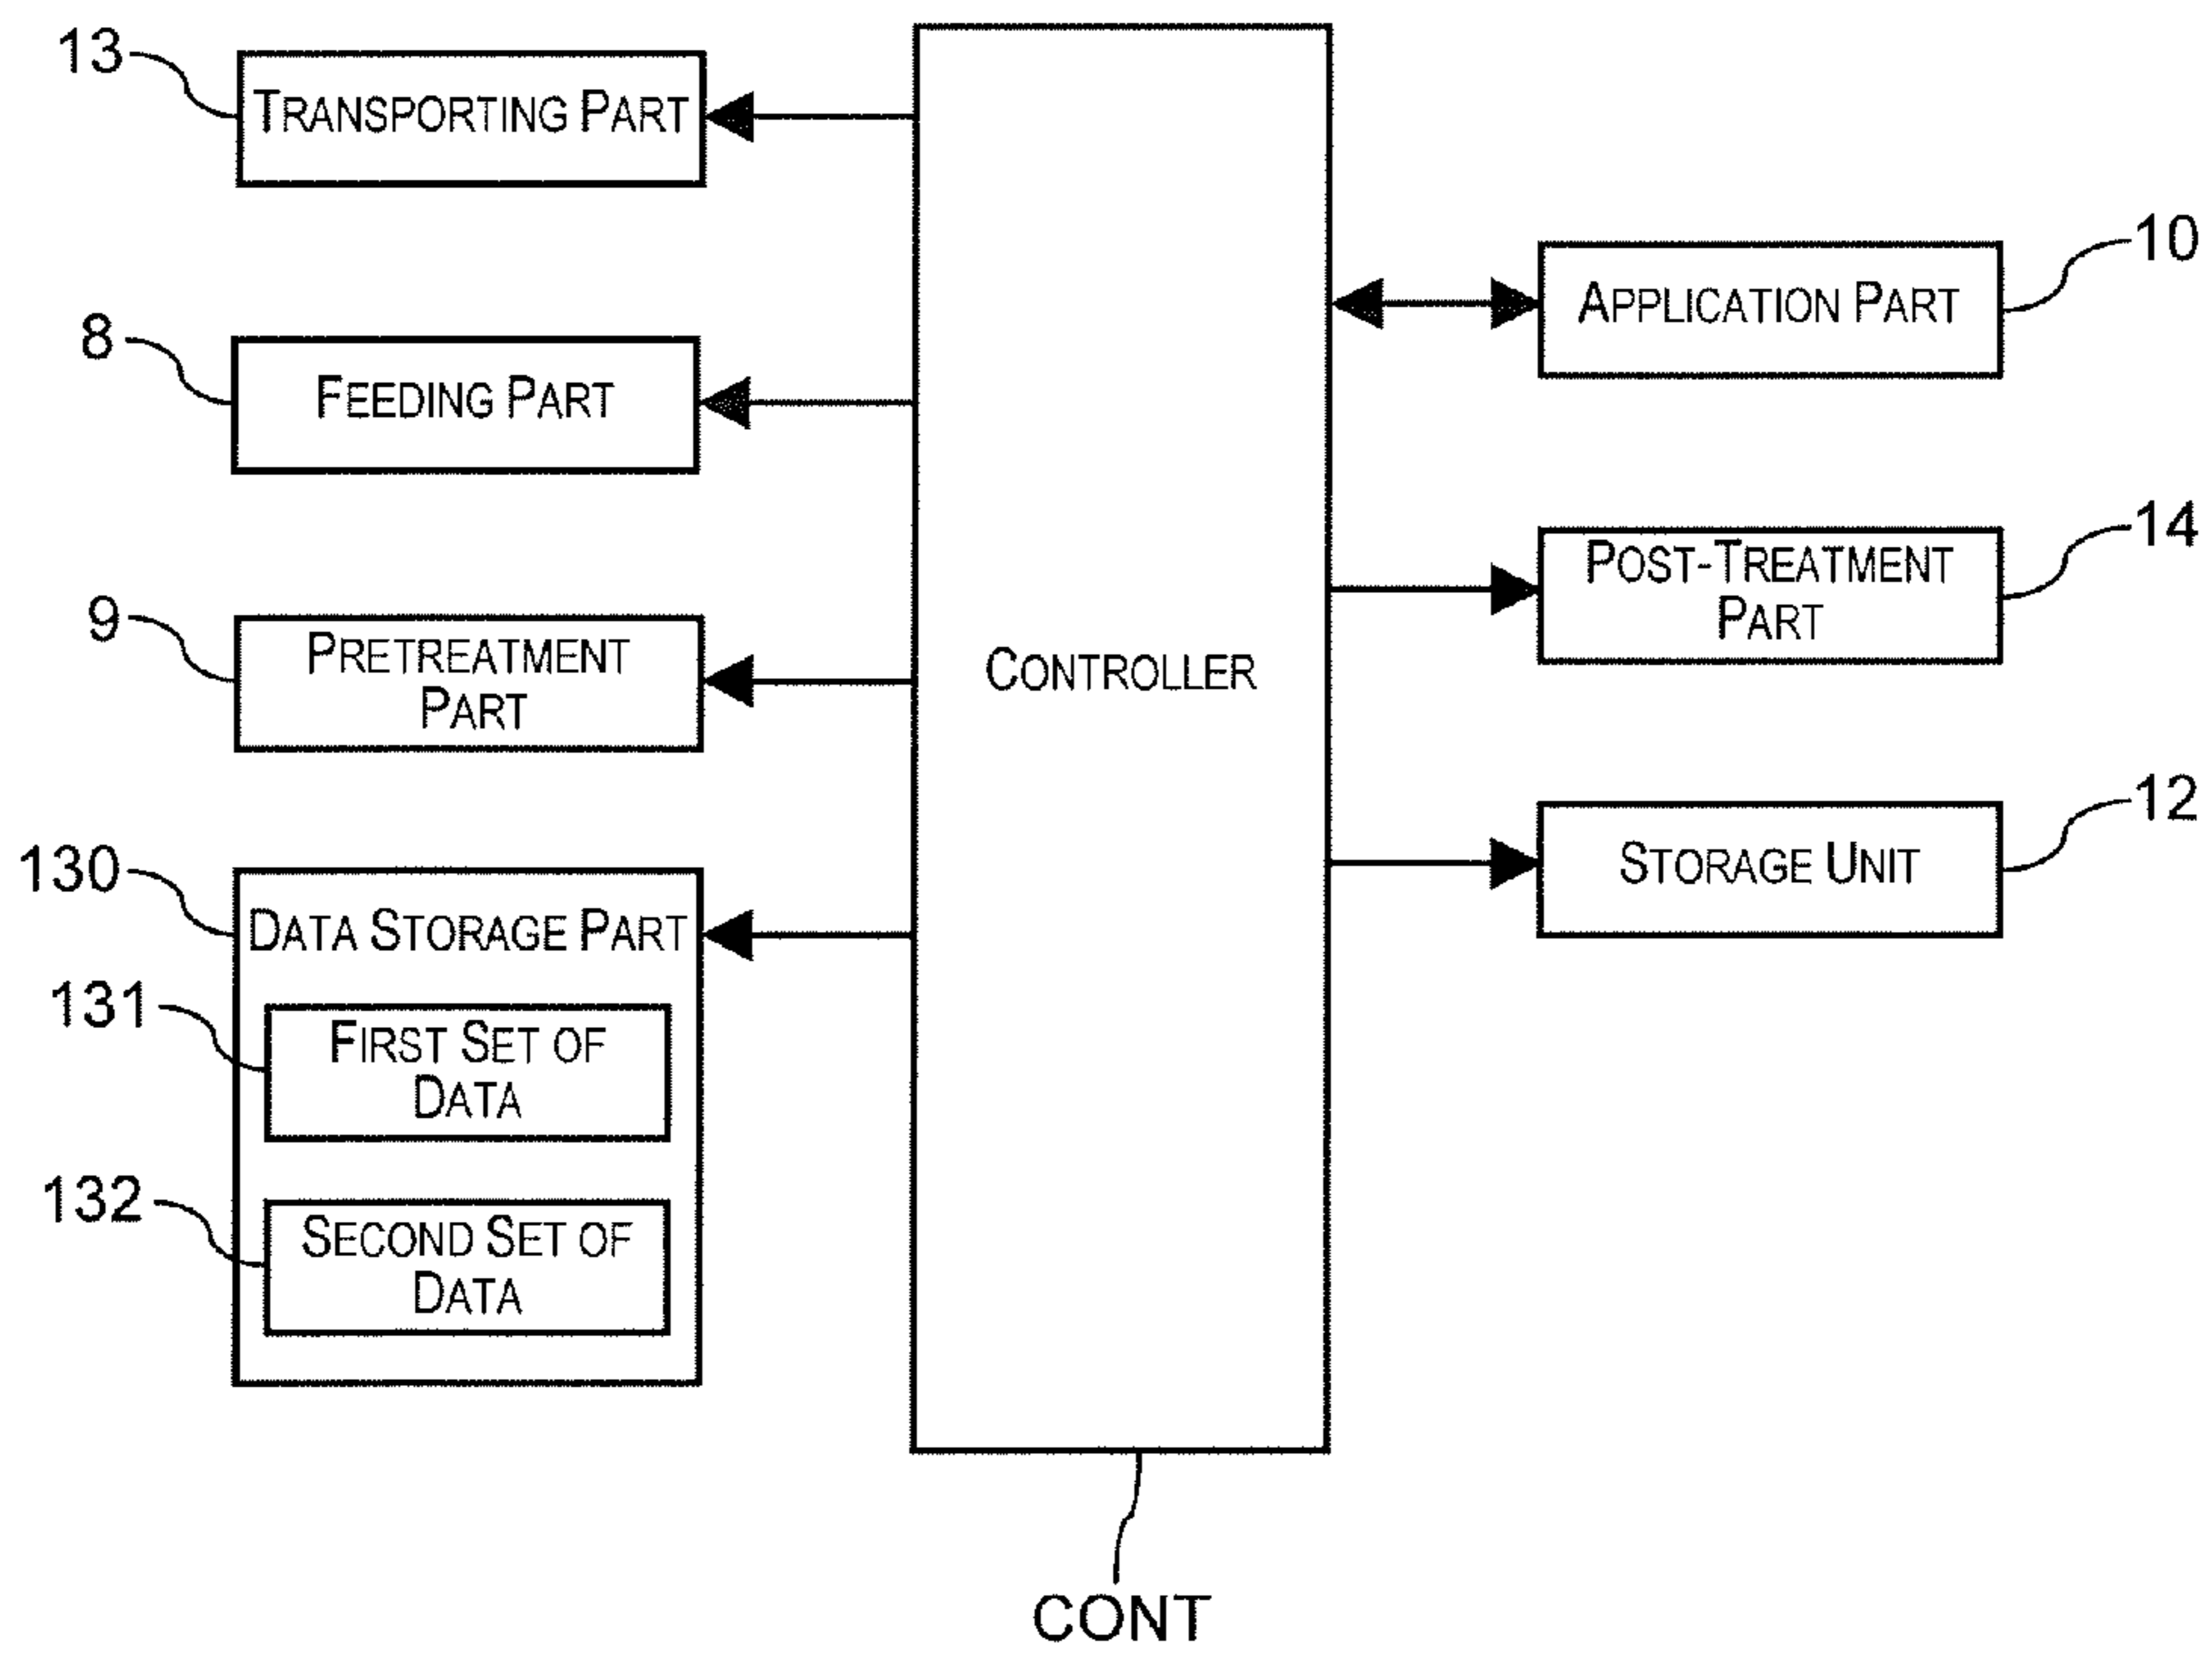 13
TRANSPORTING PART
8
FEEDING PART
9
PRETREATMENT
PART
130
DATA STORAGE PART
131
FIRST SET OF
DATA
132
SECOND SET OF
DATA
CONTROLLER
CONT
10
APPLICATION PART
14
POST-TREATMENT
PART
12
STORAGE UNIT